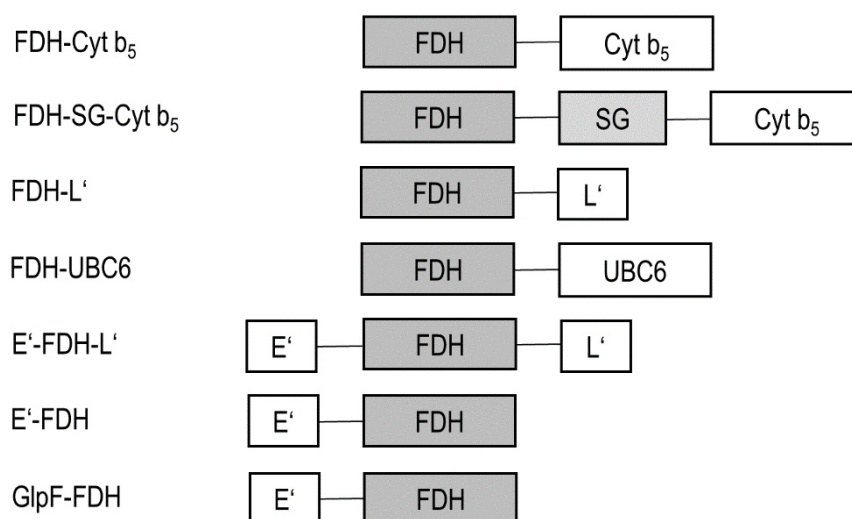 FDH-Cyt b₅ FDH Cyt b₅
FDH-SG-Cyt b₅ FDH SG Cyt b₅
FDH-L‘ FDH L‘
FDH-UBC6 FDH UBC6
E‘-FDH-L‘ E‘ FDH L‘
E‘-FDH E‘ FDH
GlpF-FDH E‘ FDH